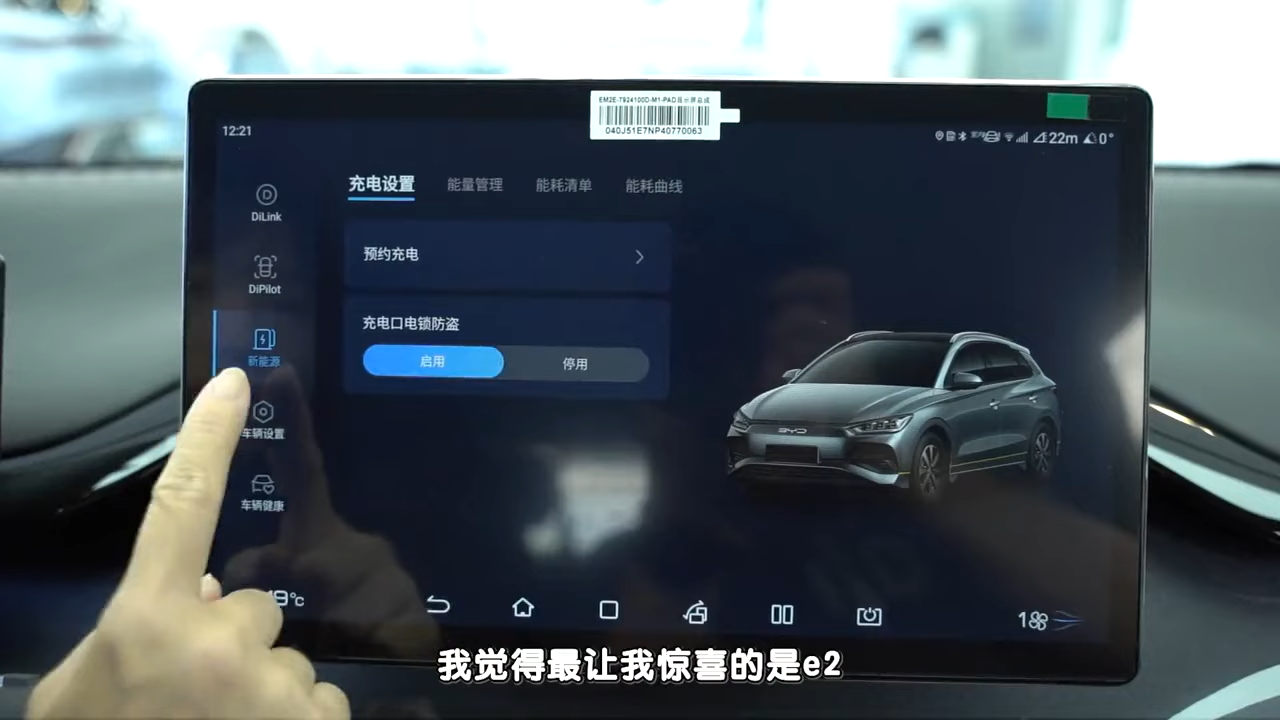 EM2E-7924100D-M1-PAD显示屏总成
040J51E7NP40770063
12:21
22m 0°
充电设置 能量管理 能耗清单 能耗曲线
DiLink
预约充电
DiPilot
充电口电锁防盗
新能源
启用 停用
车辆设置
BYD
车辆健康
19°C
1
我觉得最让我惊喜的是e2